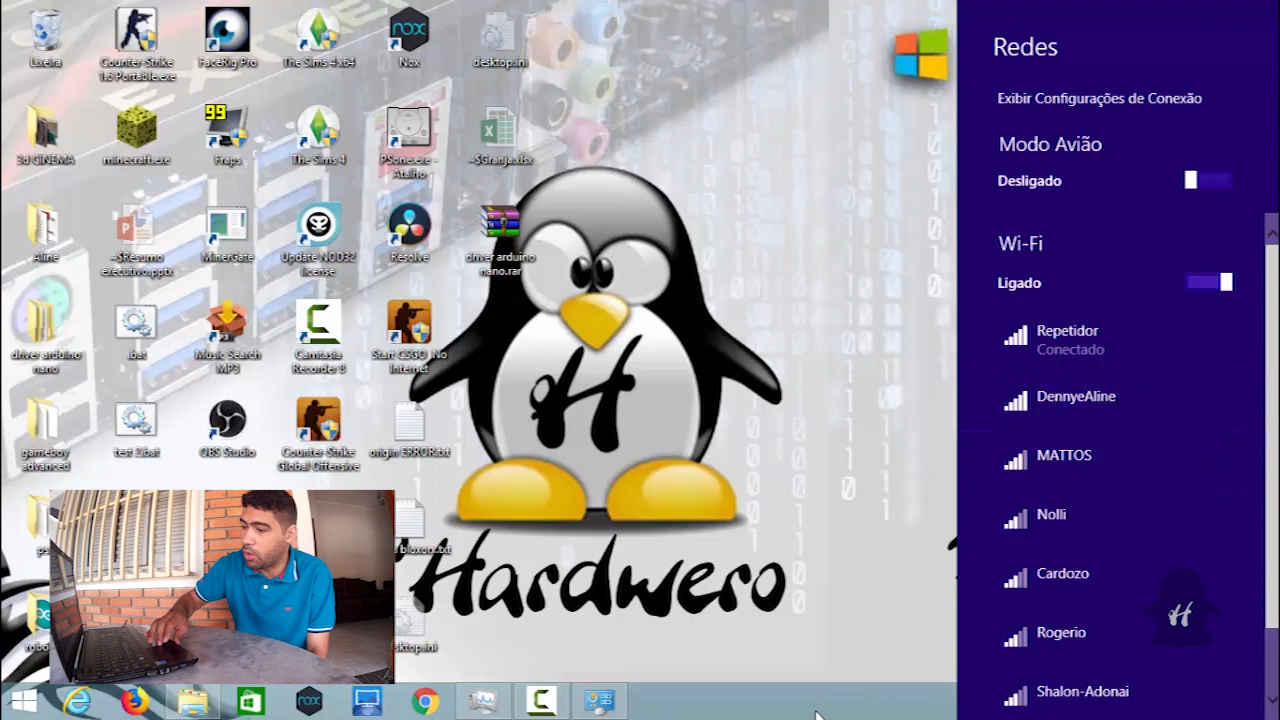 Lixeira
Counter-Strike
1.6 Portable.exe
FaceRig Pro
The Sims 4 x64
Nox
desktop.ini
3d CINEMA
minecraft.exe
99
Fraps
The Sims 4
PSone.exe -
Atalho
~$Granja.xlsx
Aline
~$Resumo
executivo.pptx
MinerGate
Update NOD32
license
Resolve
driver arduino
nano.rar
driver arduino
nano
.bat
Music Search
MP3
Camtasia
Recorder 8
Start CSGO_No
Internet
gameboy
advanced
test 2.bat
OBS Studio
Counter-Strike
Global Offensive
origin ERROR.txt
H
Hardwero
Redes
Exibir Configurações de Conexão
Modo Avião
Desligado
Wi-Fi
Ligado
Repetidor
Conectado
DennyeAline
MATTOS
Nolli
Cardozo
Rogerio
Shalon-Adonai
H
nox